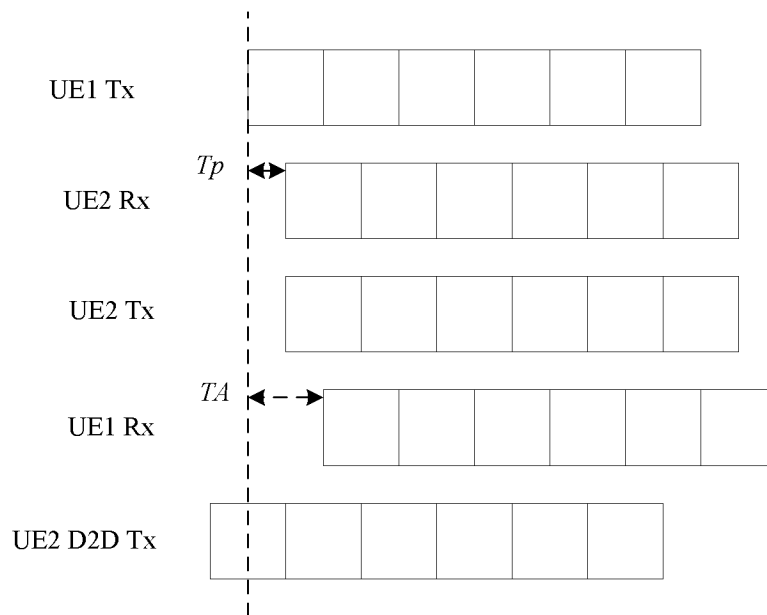 UE1 Tx
Tp
UE2 Rx
UE2 Tx
TA
UE1 Rx
UE2 D2D Tx